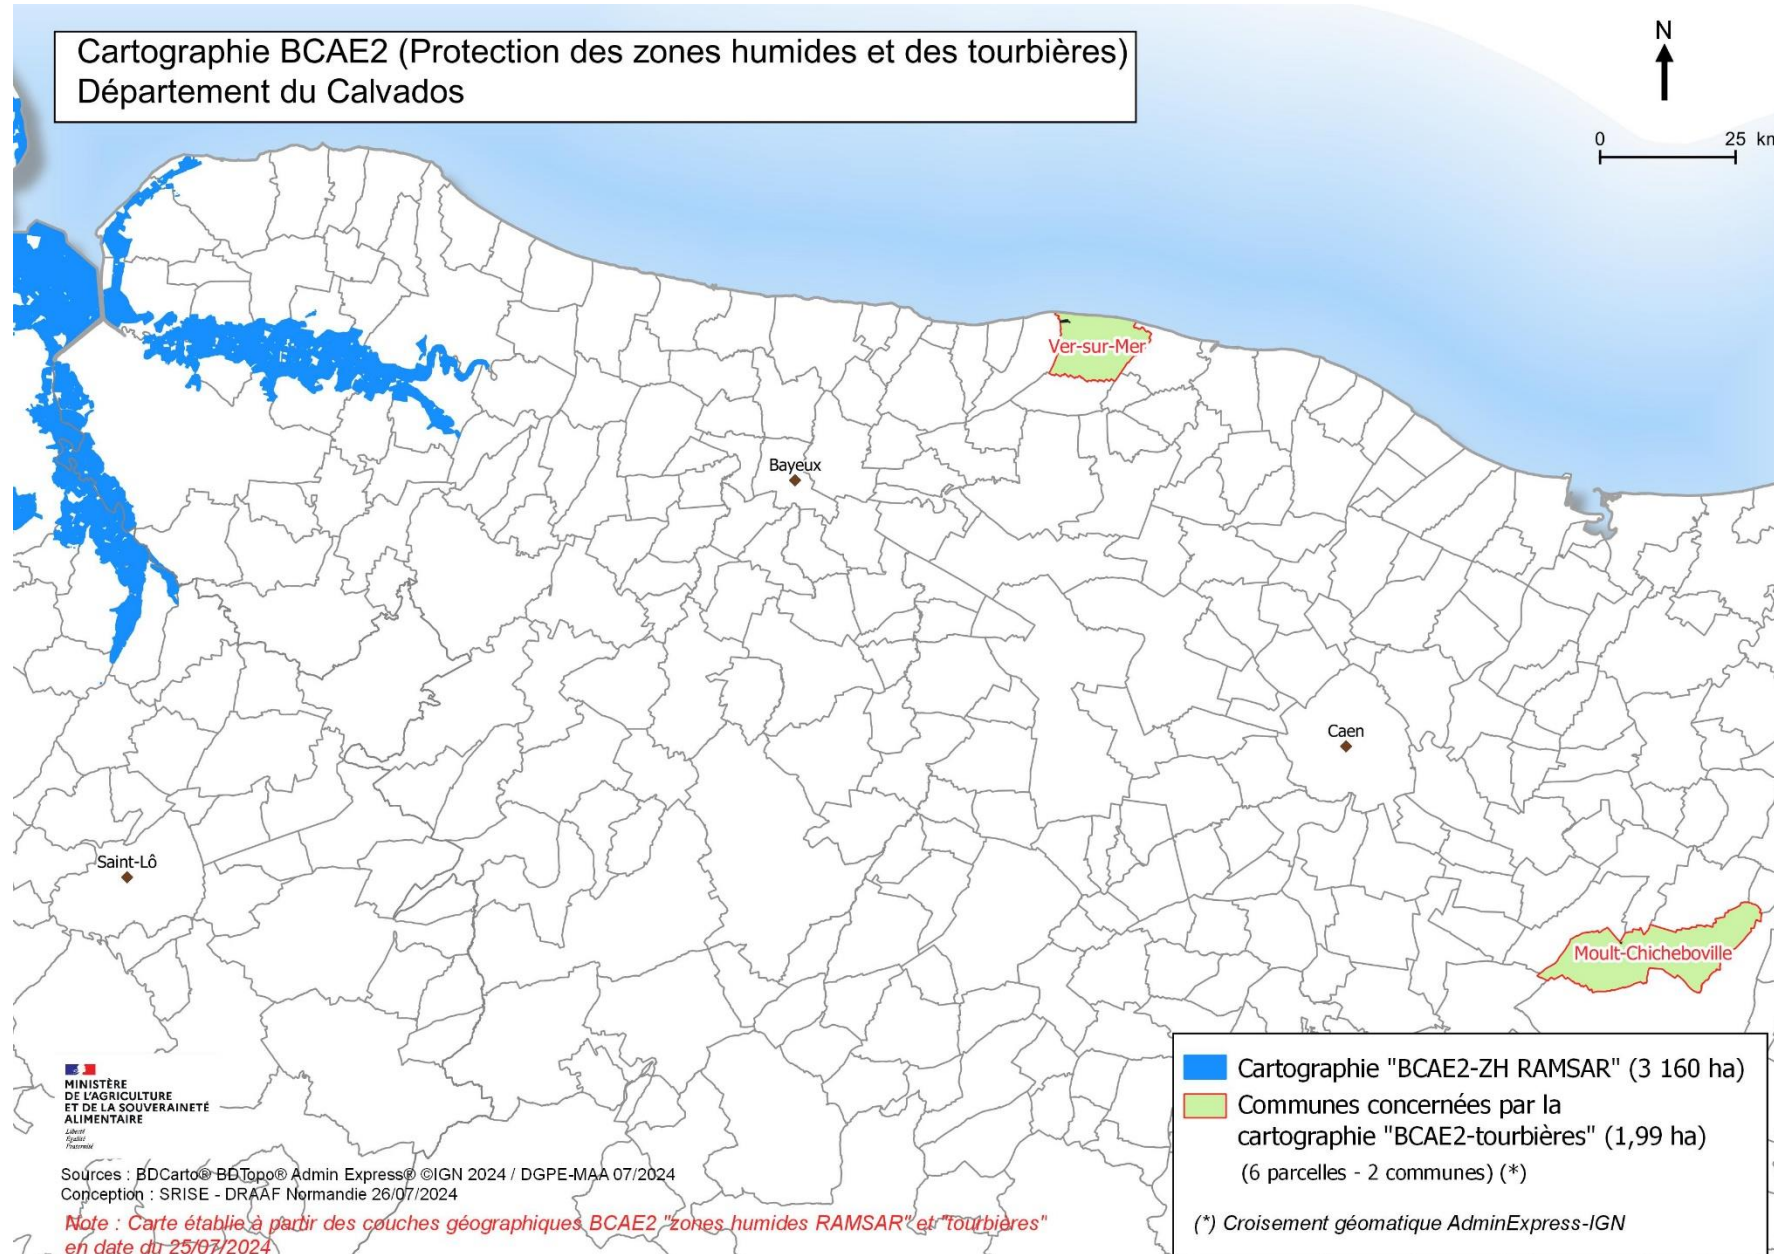 Cartographie BCAE2 (Protection des zones humides et des tourbières)
Département du Calvados
N
0 25 km
Ver-sur-Mer
Bayeux
Caen
Saint-Lô
Moult-Chicheboville
MINISTÈRE
DE L'AGRICULTURE
ET DE LA SOUVERAINETÉ
ALIMENTAIRE
Liberté
Égalité
Fraternité
Sources : BDCarto® BDTopo® Admin Express® ©IGN 2024 / DGPE-MAA 07/2024
Conception : SRISE - DRAAF Normandie 26/07/2024
Note : Carte établie à partir des couches géographiques BCAE2 "zones humides RAMSAR" et "tourbières"
en date du 25/07/2024
Cartographie "BCAE2-ZH RAMSAR" (3 160 ha)
Communes concernées par la
cartographie "BCAE2-tourbières" (1,99 ha)
(6 parcelles - 2 communes) (*)
(*) Croisement géomatique AdminExpress-IGN